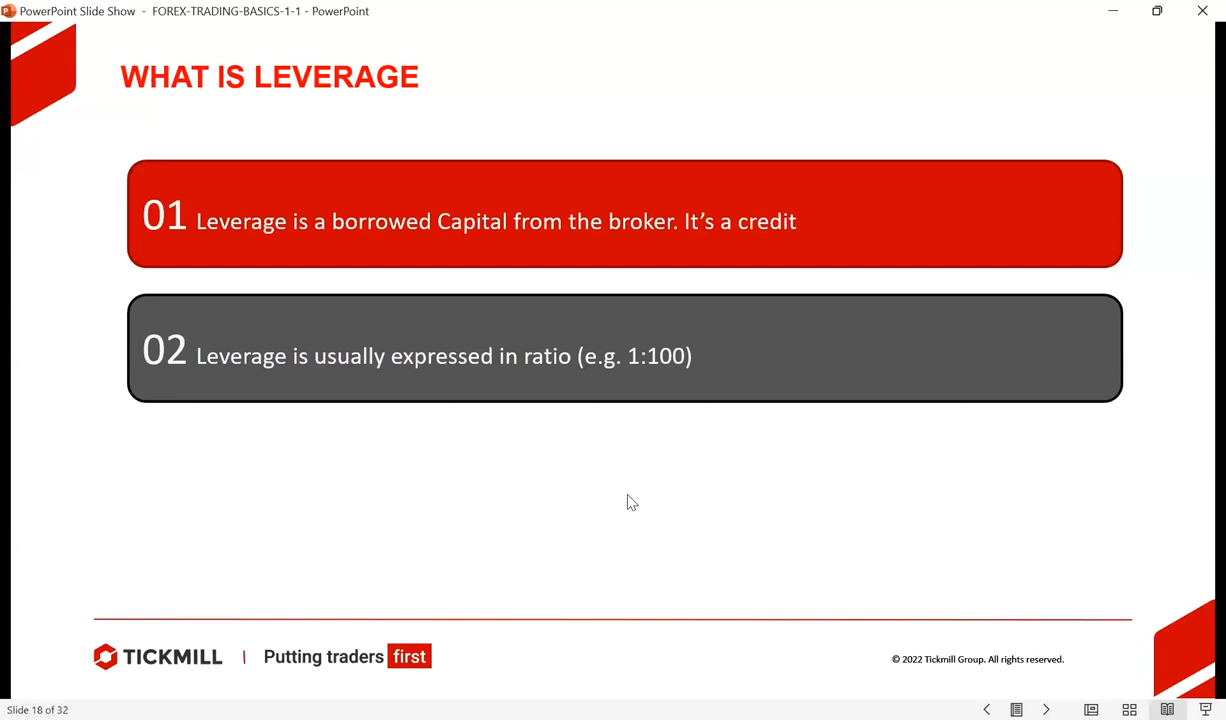 PowerPoint Slide Show - FOREX-TRADING-BASICS-1-1 - PowerPoint
WHAT IS LEVERAGE
01 Leverage is a borrowed Capital from the broker. It’s a credit
02 Leverage is usually expressed in ratio (e.g. 1:100)
TICKMILL | Putting traders first
© 2022 Tickmill Group. All rights reserved.
Slide 18 of 32